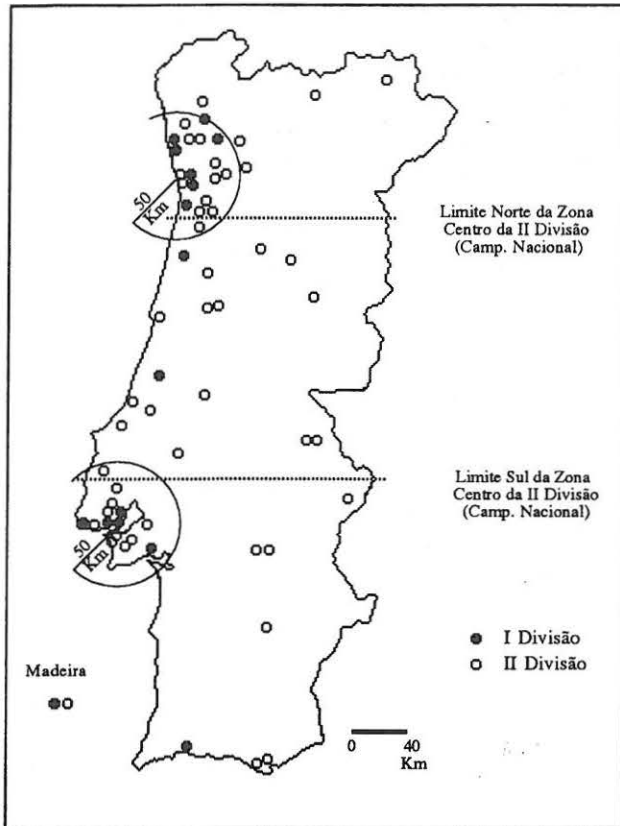 50
Km
Limite Norte da Zona
Centro da II Divisão
(Camp. Nacional)
Limite Sul da Zona
Centro da II Divisão
(Camp. Nacional)
50
Km
I Divisão
II Divisão
Madeira
0 40
Km